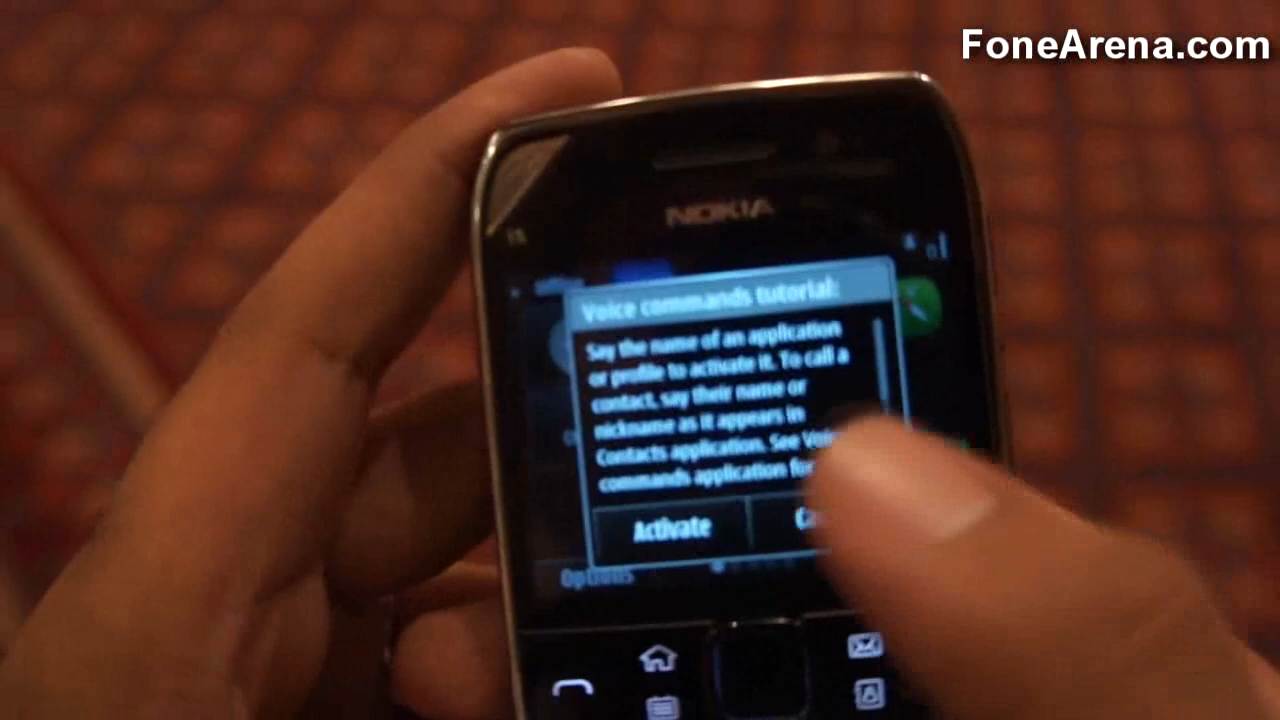 FoneArena.com
NOKIA
Voice commands tutorial:
Say the name of an application
or profile to activate it. To call a
contact, say their name or
nickname as it appears in
Contacts application. See
commands application
Activate
Options